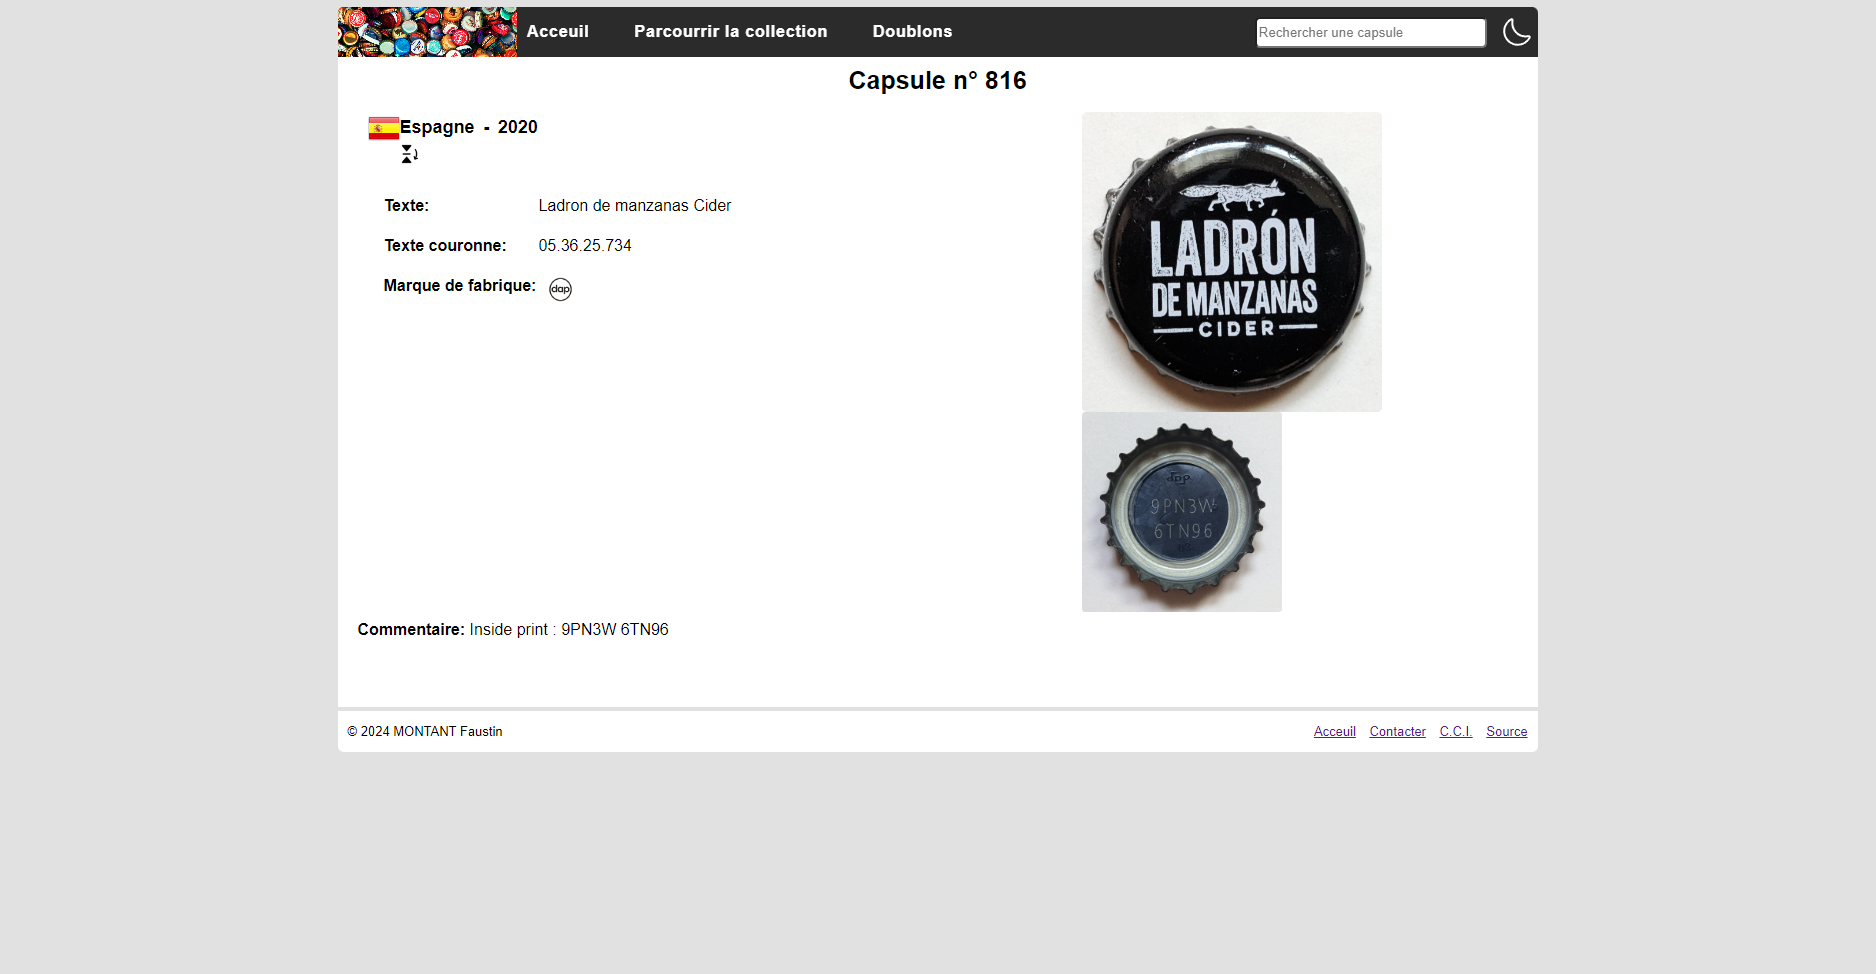 Acceuil Parcourrir la collection Doublons Rechercher une capsule
Capsule n° 816
Espagne - 2020
Texte: Ladron de manzanas Cider
Texte couronne: 05.36.25.734
Marque de fabrique: dap
LADRÓN
DE MANZANAS
CIDER
dap
9PN3W
6TN96
Commentaire: Inside print : 9PN3W 6TN96
© 2024 MONTANT Faustin
Acceuil Contacter C.C.I. Source